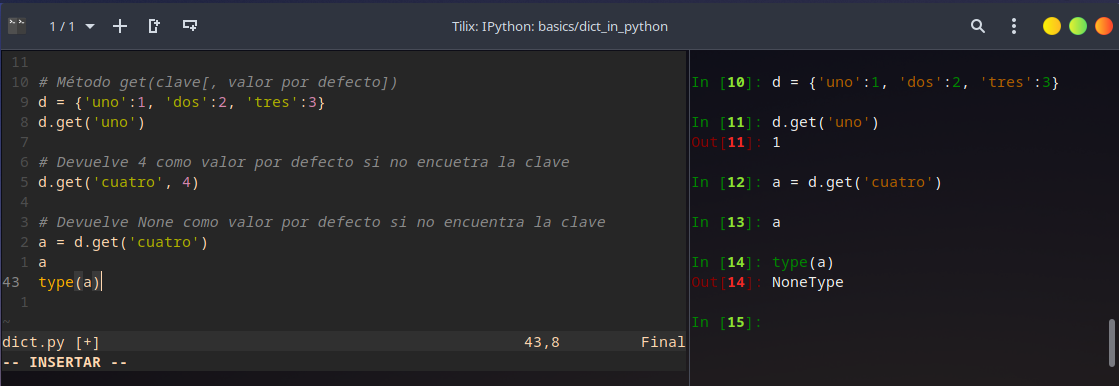 1 / 1
Tilix: IPython: basics/dict_in_python
11
10 # Método get(clave[, valor por defecto])
9 d = {'uno':1, 'dos':2, 'tres':3}
8 d.get('uno')
7
6 # Devuelve 4 como valor por defecto si no encuetra la clave
5 d.get('cuatro', 4)
4
3 # Devuelve None como valor por defecto si no encuentra la clave
2 a = d.get('cuatro')
1 a
43 type(a)
1
~
dict.py [+] 43,8 Final
-- INSERTAR --
In [10]: d = {'uno':1, 'dos':2, 'tres':3}
In [11]: d.get('uno')
Out[11]: 1
In [12]: a = d.get('cuatro')
In [13]: a
In [14]: type(a)
Out[14]: NoneType
In [15]: